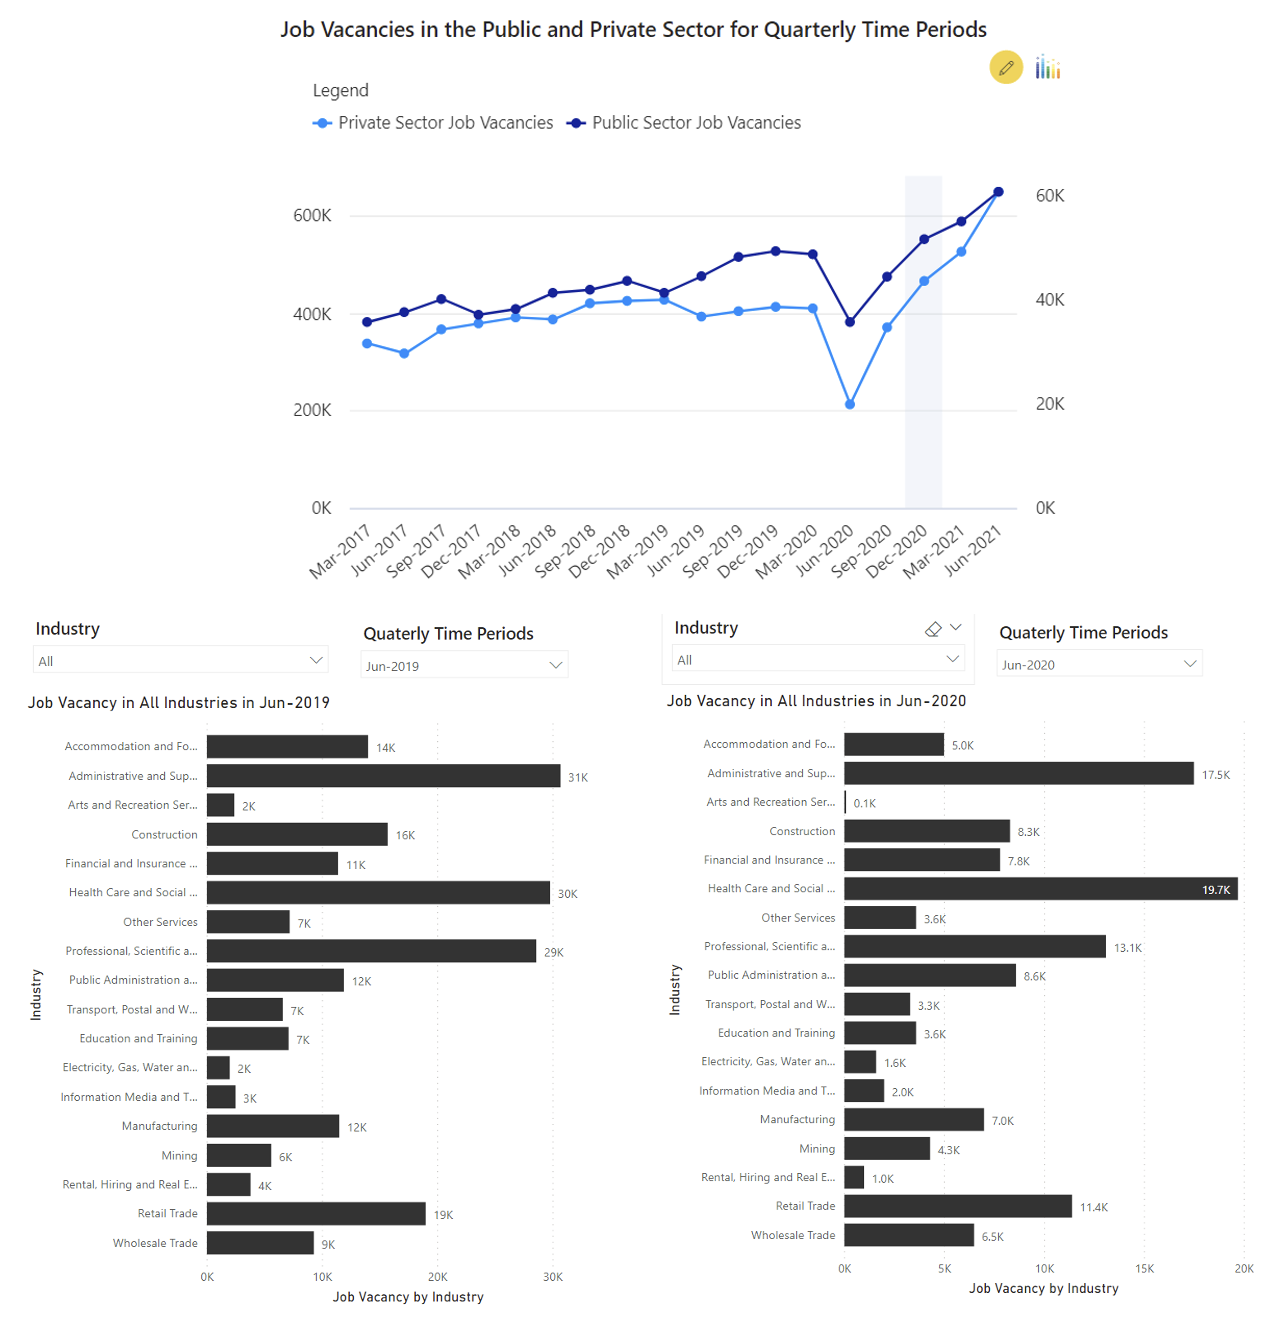 Job Vacancies in the Public and Private Sector for Quarterly Time Periods
Legend
Private Sector Job Vacancies Public Sector Job Vacancies
600K
400K
200K
0K
60K
40K
20K
0K
Mar-2017 Jun-2017 Sep-2017 Dec-2017 Mar-2018 Jun-2018 Sep-2018 Dec-2018 Mar-2019 Jun-2019 Sep-2019 Dec-2019 Mar-2020 Jun-2020 Sep-2020 Dec-2020 Mar-2021 Jun-2021
Industry
All
Quaterly Time Periods
Jun-2019
Job Vacancy in All Industries in Jun-2019
Industry
Accommodation and Fo... 14K
Administrative and Sup... 31K
Arts and Recreation Ser... 2K
Construction 16K
Financial and Insurance ... 11K
Health Care and Social ... 30K
Other Services 7K
Professional, Scientific a... 29K
Public Administration a... 12K
Transport, Postal and W... 7K
Education and Training 7K
Electricity, Gas, Water an... 2K
Information Media and T... 3K
Manufacturing 12K
Mining 6K
Rental, Hiring and Real E... 4K
Retail Trade 19K
Wholesale Trade 9K
0K 10K 20K 30K
Job Vacancy by Industry
Industry
All
Quaterly Time Periods
Jun-2020
Job Vacancy in All Industries in Jun-2020
Industry
Accommodation and Fo... 5.0K
Administrative and Sup... 17.5K
Arts and Recreation Ser... 0.1K
Construction 8.3K
Financial and Insurance ... 7.8K
Health Care and Social ... 19.7K
Other Services 3.6K
Professional, Scientific a... 13.1K
Public Administration a... 8.6K
Transport, Postal and W... 3.3K
Education and Training 3.6K
Electricity, Gas, Water an... 1.6K
Information Media and T... 2.0K
Manufacturing 7.0K
Mining 4.3K
Rental, Hiring and Real E... 1.0K
Retail Trade 11.4K
Wholesale Trade 6.5K
0K 5K 10K 15K 20K
Job Vacancy by Industry